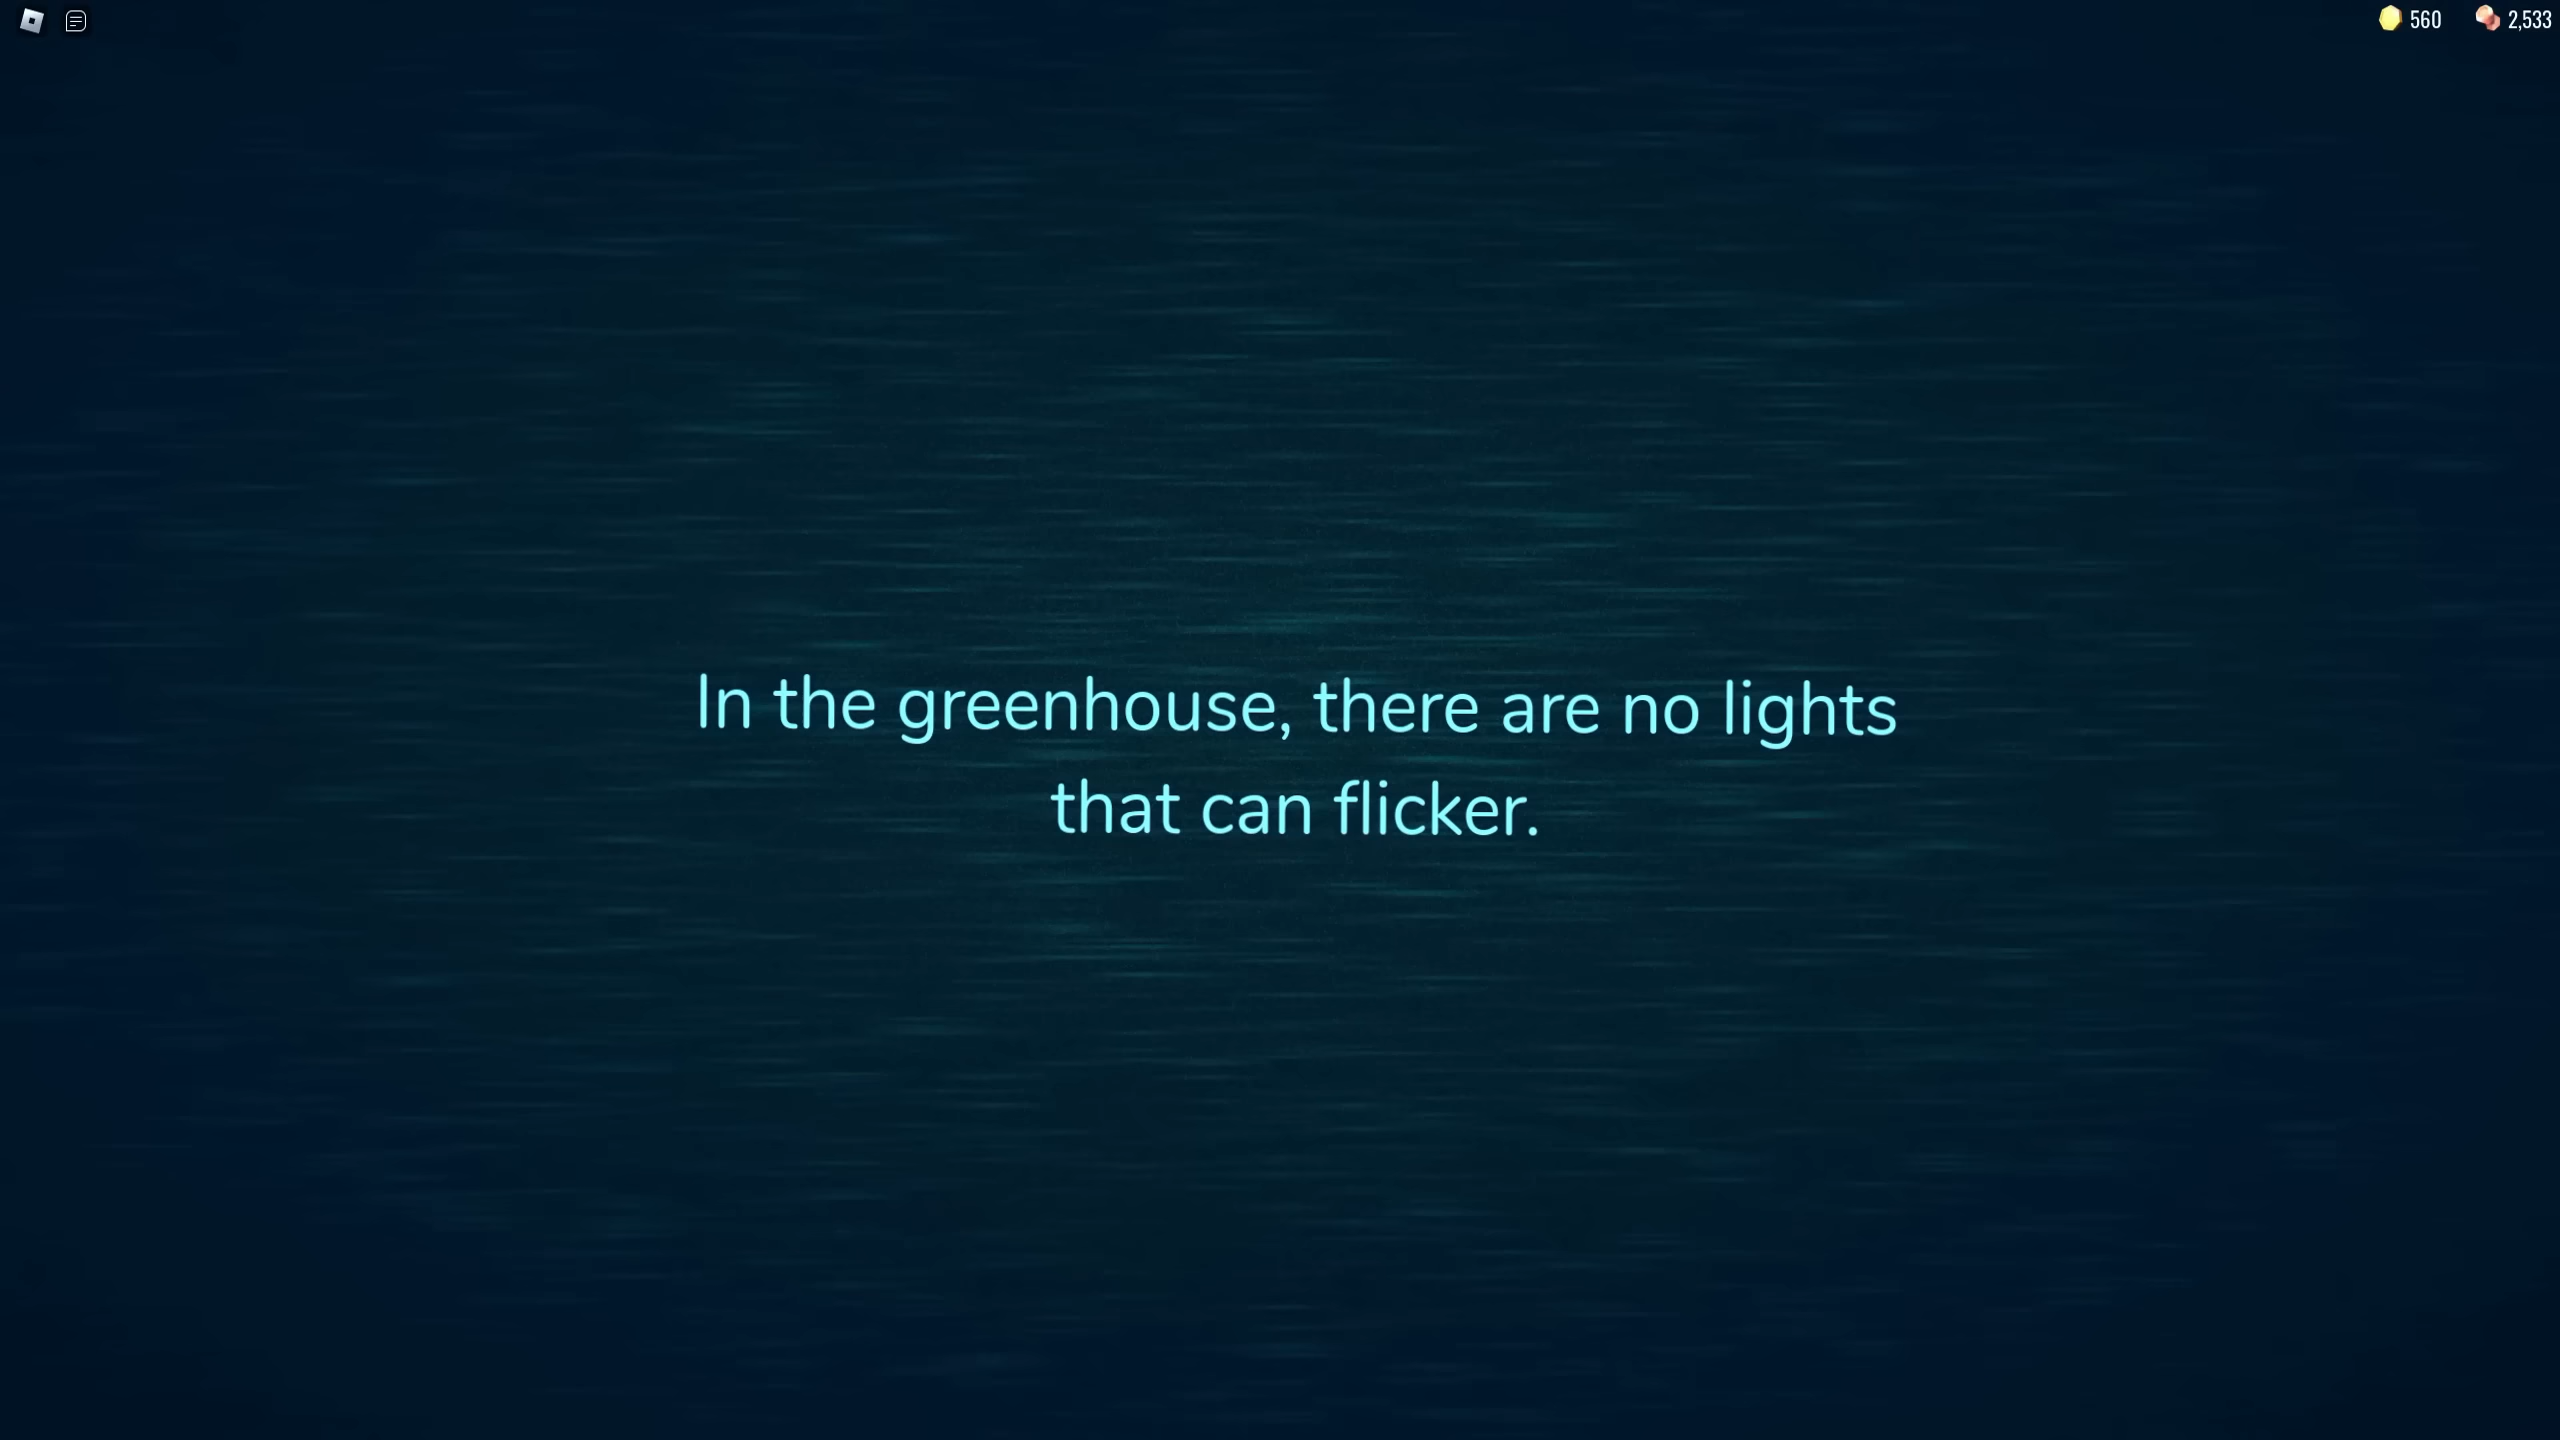 560 2,533
In the greenhouse, there are no lights
that can flicker.